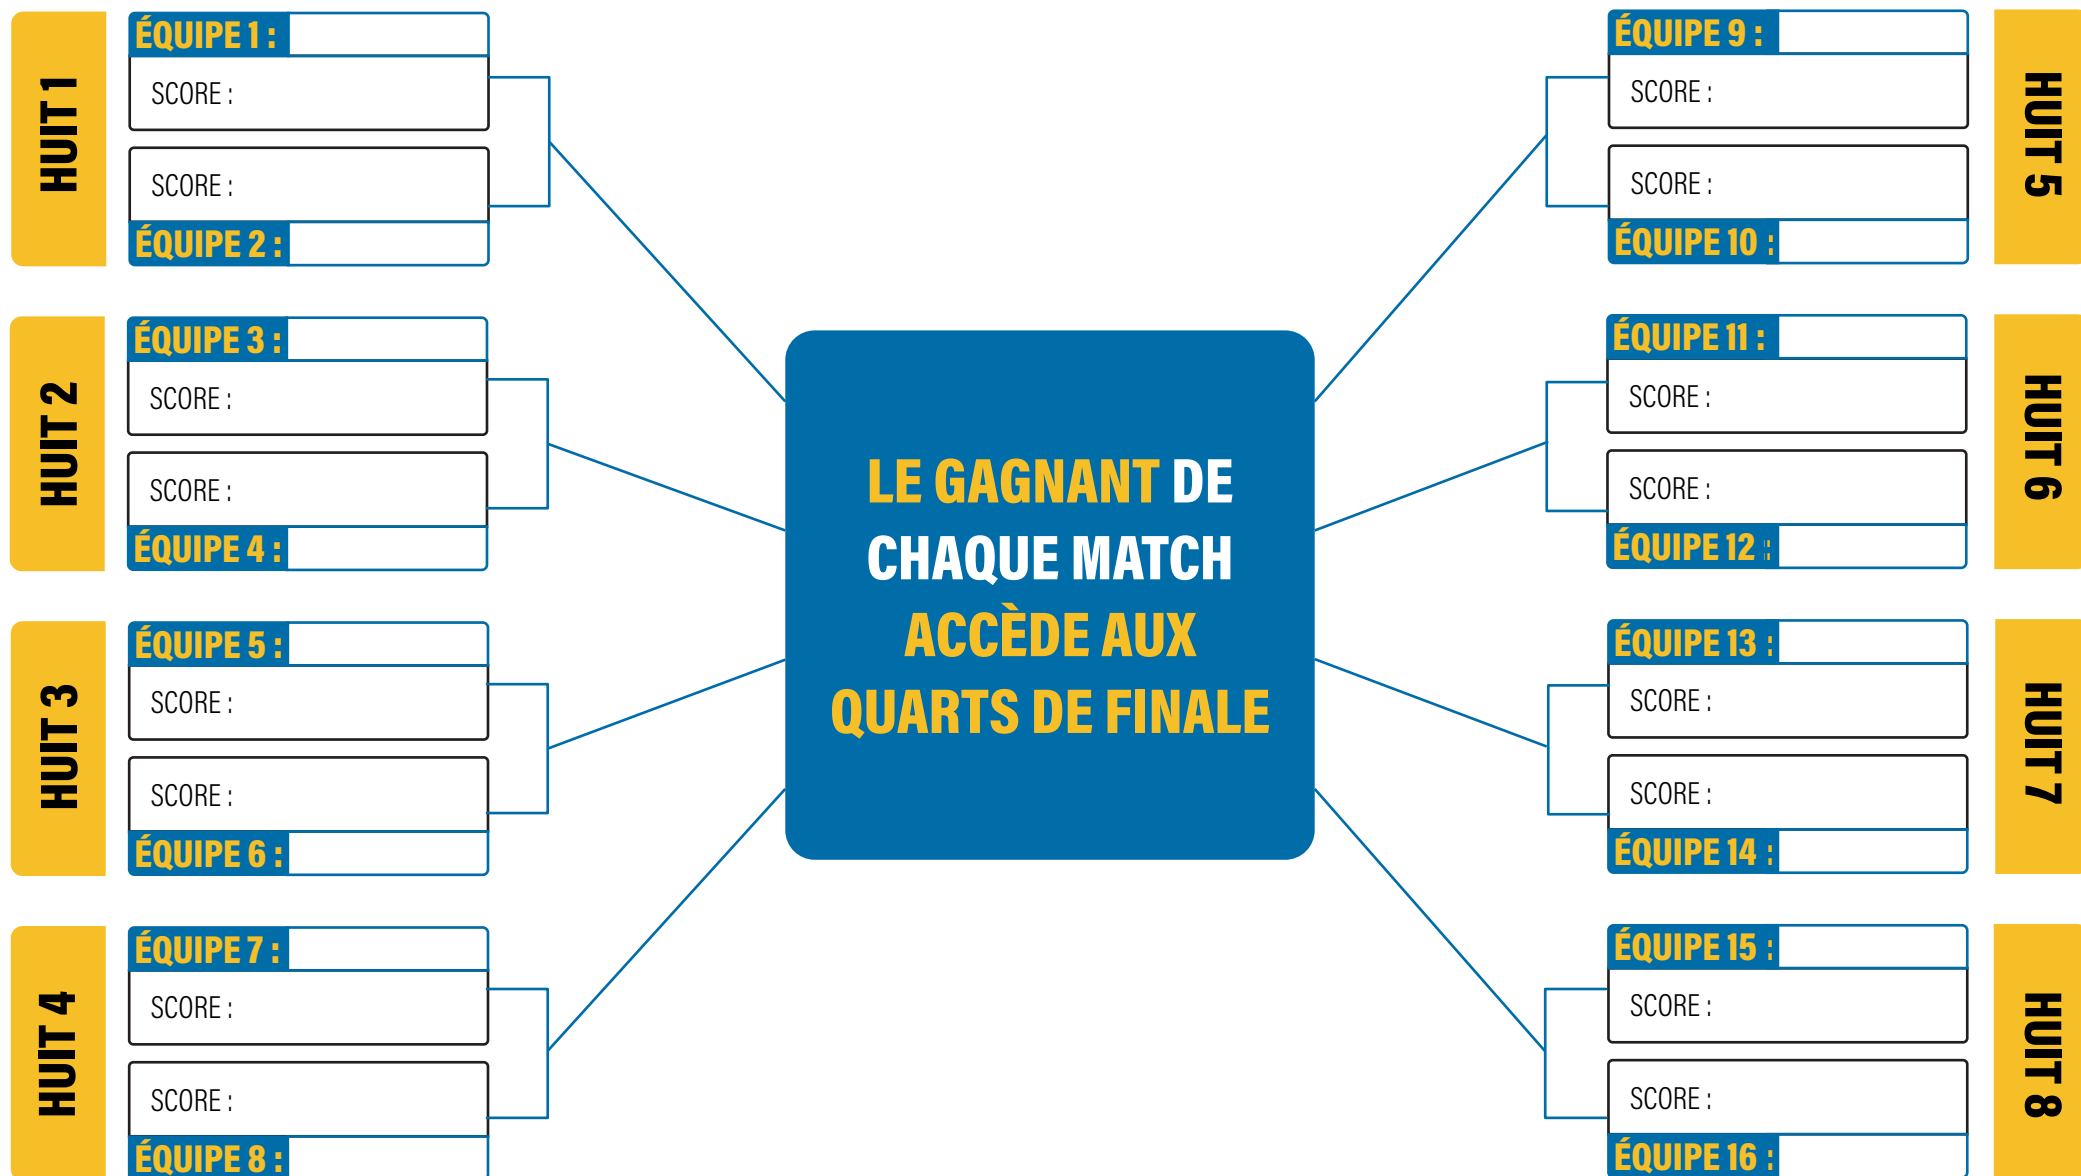 HUIT 1
ÉQUIPE 1 :
SCORE :
SCORE :
ÉQUIPE 2 :
HUIT 2
ÉQUIPE 3 :
SCORE :
SCORE :
ÉQUIPE 4 :
HUIT 3
ÉQUIPE 5 :
SCORE :
SCORE :
ÉQUIPE 6 :
HUIT 4
ÉQUIPE 7 :
SCORE :
SCORE :
ÉQUIPE 8 :
LE GAGNANT DE
CHAQUE MATCH
ACCÈDE AUX
QUARTS DE FINALE
ÉQUIPE 9 :
SCORE :
SCORE :
ÉQUIPE 10 :
HUIT 5
ÉQUIPE 11 :
SCORE :
SCORE :
ÉQUIPE 12 :
HUIT 6
ÉQUIPE 13 :
SCORE :
SCORE :
ÉQUIPE 14 :
HUIT 7
ÉQUIPE 15 :
SCORE :
SCORE :
ÉQUIPE 16 :
HUIT 8